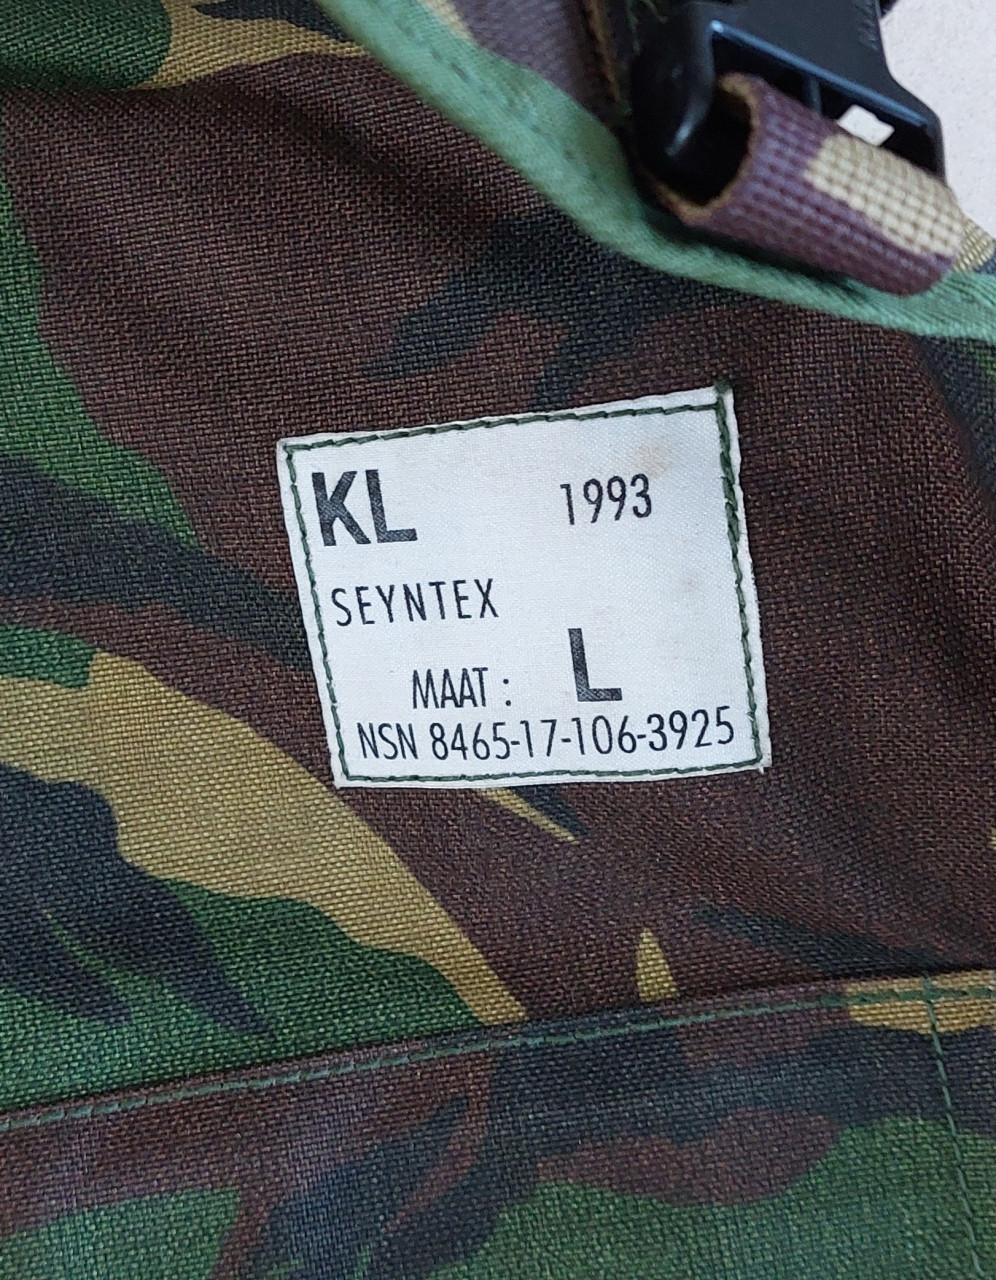 KL 1993
SEYNTEX
MAAT : L
NSN 8465-17-106-3925